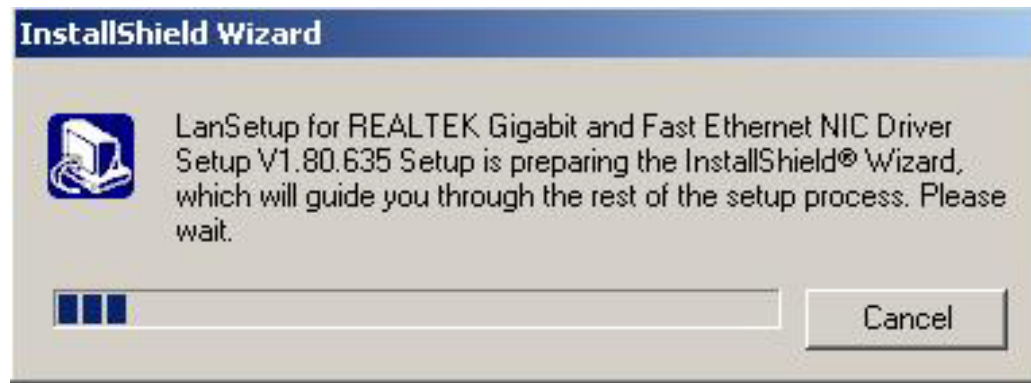 InstallShield Wizard
LanSetup for REALTEK Gigabit and Fast Ethernet NIC Driver
Setup V1.80.635 Setup is preparing the InstallShield® Wizard,
which will guide you through the rest of the setup process. Please
wait.
Cancel